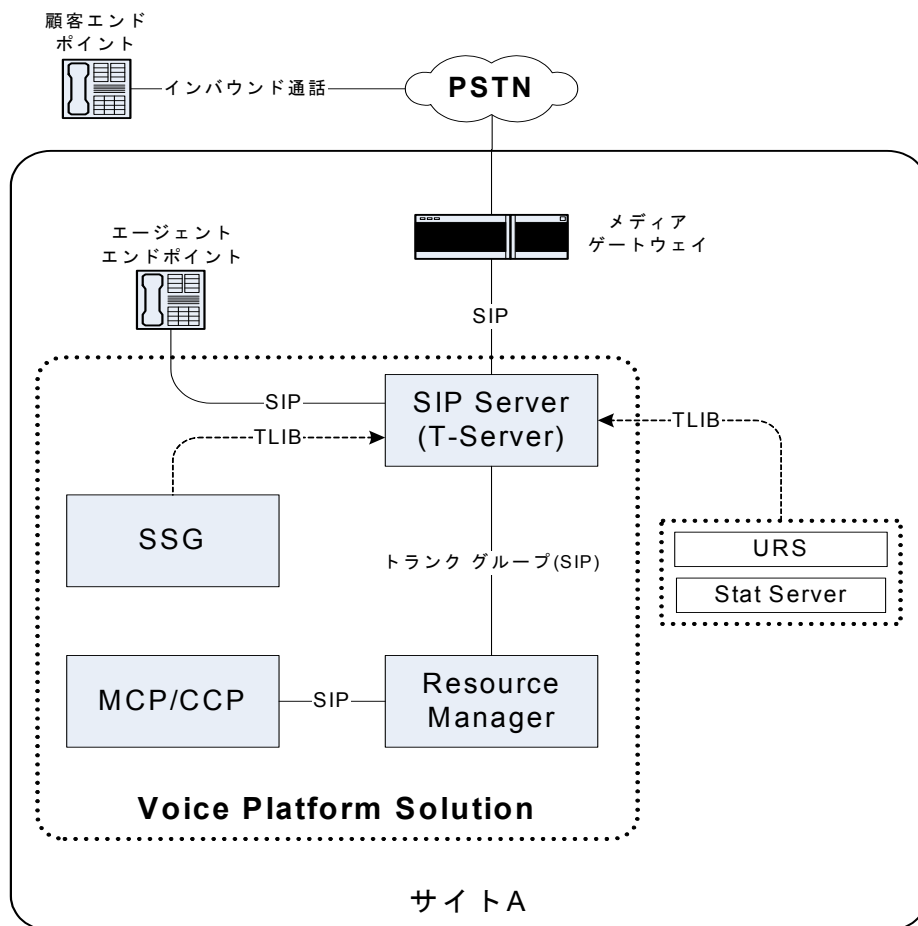 顧客エンド
ポイント
インバウンド通話
PSTN
メディア
ゲートウェイ
エージェント
エンドポイント
SIP
SIP
SIP Server
(T-Server)
TLIB
TLIB
SSG
URS
Stat Server
トランク グループ(SIP)
MCP/CCP
SIP
Resource
Manager
Voice Platform Solution
サイトA